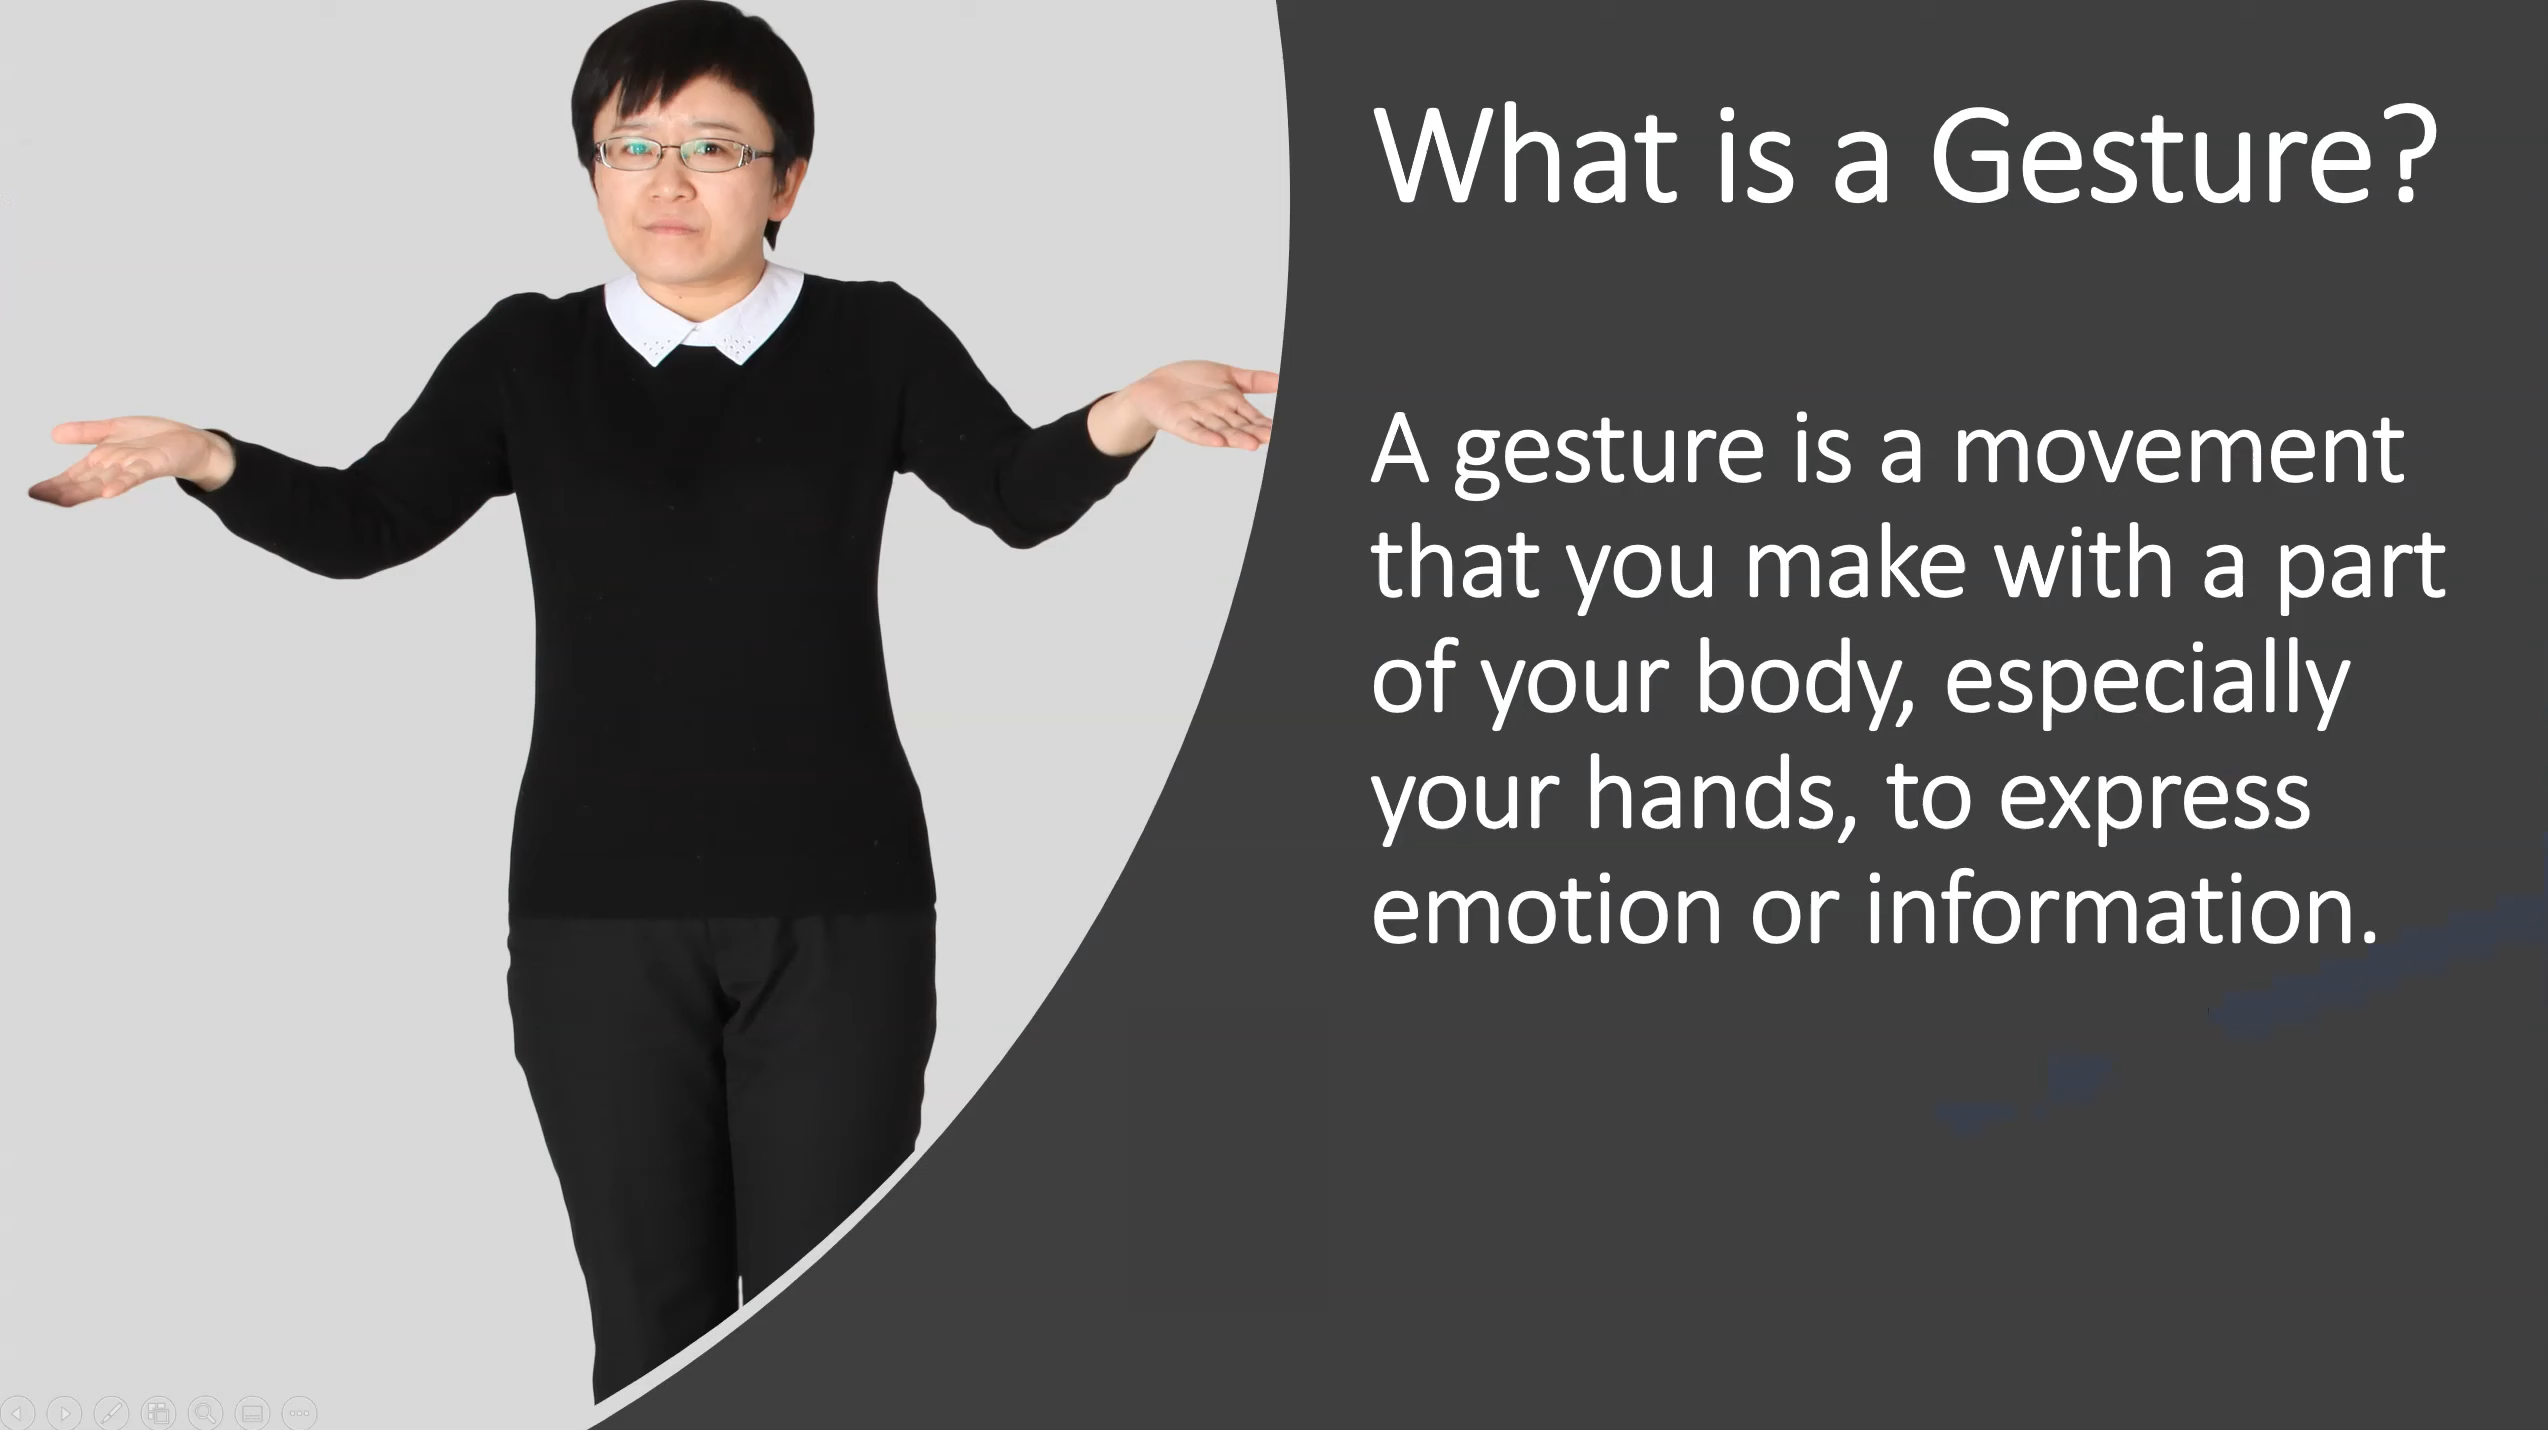 What is a Gesture?
A gesture is a movement
that you make with a part
of your body, especially
your hands, to express
emotion or information.